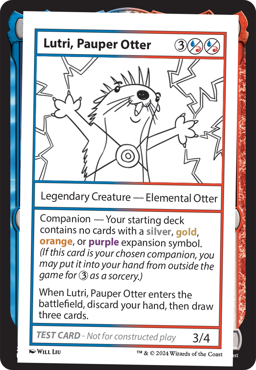 Lutri, Pauper Otter 3
Legendary Creature — Elemental Otter
Companion — Your starting deck
contains no cards with a silver, gold,
orange, or purple expansion symbol.
(If this card is your chosen companion, you
may put it into your hand from outside the
game for 3 as a sorcery.)
When Lutri, Pauper Otter enters the
battlefield, discard your hand, then draw
three cards.
TEST CARD - Not for constructed play 3/4
Will Liu ™ & © 2024 Wizards of the Coast